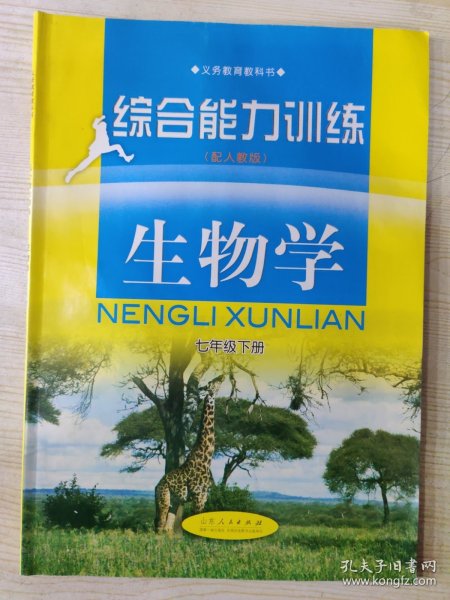 ◆义务教育教科书◆
综合能力训练
(配人教版)
生物学
NENGLI XUNLIAN
七年级下册
山东人民出版社
孔夫子旧书网
www.kongfz.com